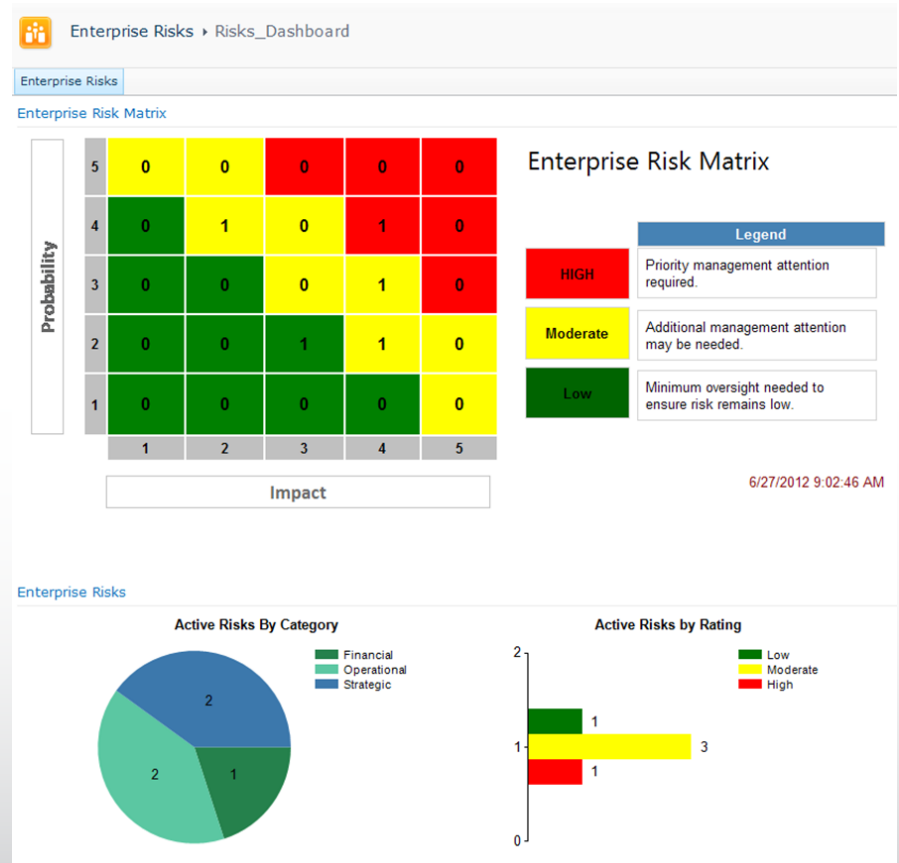 Enterprise Risks ▸ Risks_Dashboard
Enterprise Risks
Enterprise Risk Matrix
Probability
5 0 0 0 0 0
4 0 1 0 1 0
3 0 0 0 1 0
2 0 0 1 1 0
1 0 0 0 0 0
1 2 3 4 5
Impact
Enterprise Risk Matrix
Legend
HIGH
Priority management attention
required.
Moderate
Additional management attention
may be needed.
Low
Minimum oversight needed to
ensure risk remains low.
6/27/2012 9:02:46 AM
Enterprise Risks
Active Risks By Category
Financial
Operational
Strategic
2
2
1
Active Risks by Rating
Low
Moderate
High
2
1
0
1
3
1